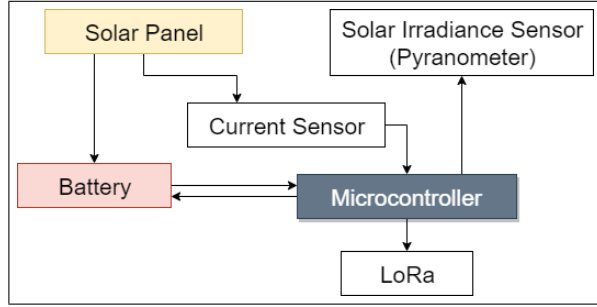 Solar Panel
Solar Irradiance Sensor
(Pyranometer)
Current Sensor
Battery
Microcontroller
LoRa